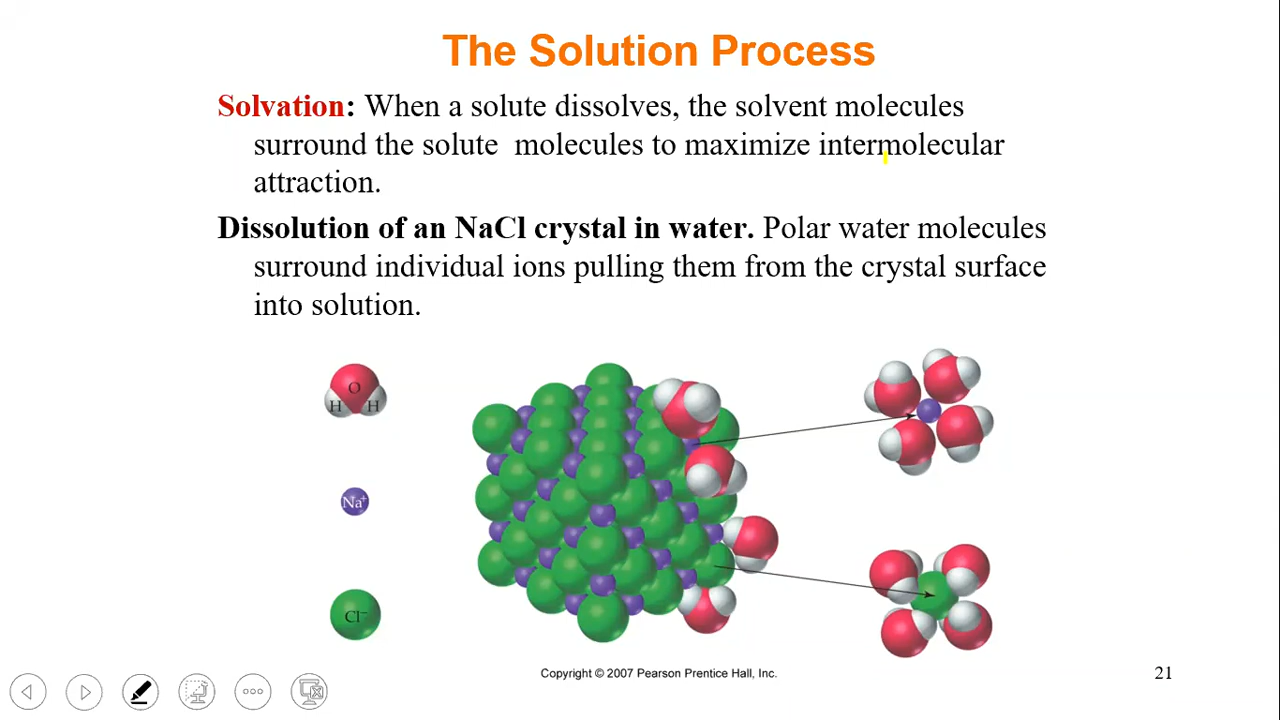 The Solution Process
Solvation: When a solute dissolves, the solvent molecules
surround the solute molecules to maximize intermolecular
attraction.
Dissolution of an NaCl crystal in water. Polar water molecules
surround individual ions pulling them from the crystal surface
into solution.
O
H H
Na⁺
Cl⁻
Copyright © 2007 Pearson Prentice Hall, Inc.
21